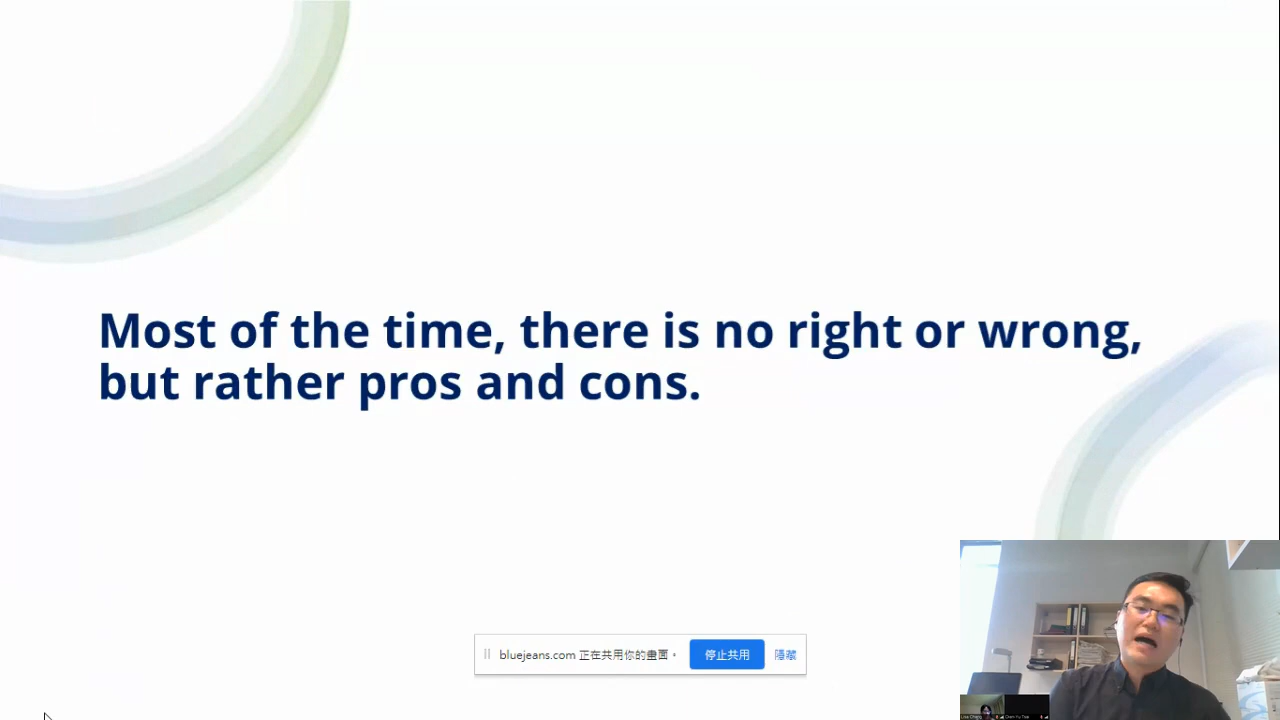 Most of the time, there is no right or wrong,
but rather pros and cons.
bluejeans.com 正在共用你的畫面。 停止共用 隱藏